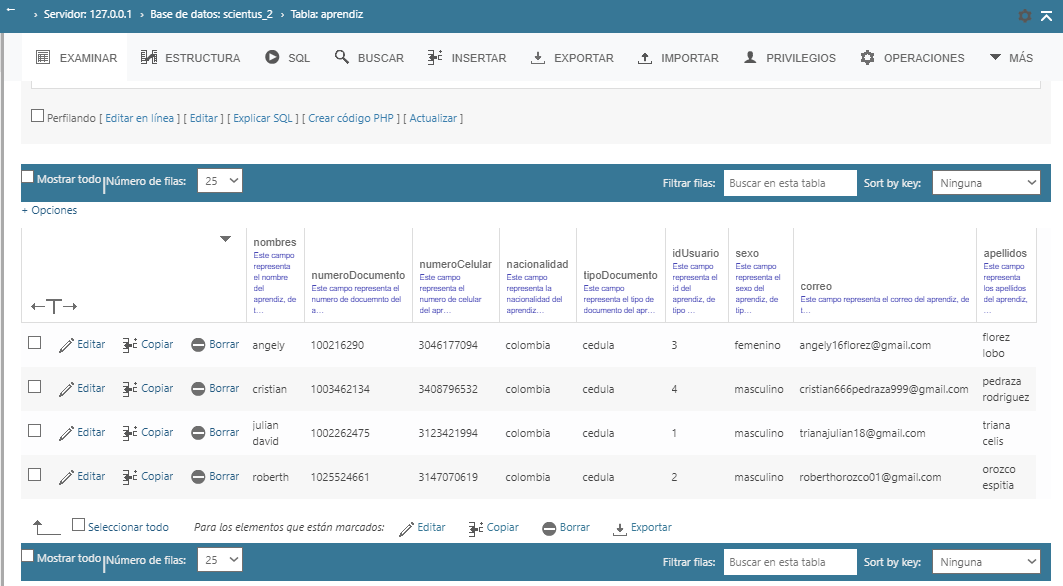 ← › Servidor: 127.0.0.1 › Base de datos: scientus_2 › Tabla: aprendiz
EXAMINAR ESTRUCTURA SQL BUSCAR INSERTAR EXPORTAR IMPORTAR PRIVILEGIOS OPERACIONES MÁS
Perfilando [ Editar en línea ] [ Editar ] [ Explicar SQL ] [ Crear código PHP ] [ Actualizar ]
Mostrar todo | Número de filas: 25 Filtrar filas: Buscar en esta tabla Sort by key: Ninguna
+ Opciones
←T→
nombres
Este campo
representa
el nombre
del
aprendiz, de
t...
numeroDocumento
Este campo representa el
numero de docuemnto del
a...
numeroCelular
Este campo
representa el
numero de celular
del apr...
nacionalidad
Este campo
representa la
nacionalidad del
aprendiz...
tipoDocumento
Este campo
representa el tipo de
documento del apr...
idUsuario
Este campo
representa el
id del
aprendiz, de
tipo ...
sexo
Este campo
representa el
sexo del
aprendiz, de
tip...
correo
Este campo representa el correo del aprendiz, de
t...
apellidos
Este campo
representa
los apellidos
del aprendiz,
...
Editar Copiar Borrar angely 100216290 3046177094 colombia cedula 3 femenino angely16florez@gmail.com florez
lobo
Editar Copiar Borrar cristian 1003462134 3408796532 colombia cedula 4 masculino cristian666pedraza999@gmail.com pedraza
rodriguez
Editar Copiar Borrar julian
david 1002262475 3123421994 colombia cedula 1 masculino trianajulian18@gmail.com triana
celis
Editar Copiar Borrar roberth 1025524661 3147070619 colombia cedula 2 masculino roberthorozco01@gmail.com orozco
espitia
Seleccionar todo Para los elementos que están marcados: Editar Copiar Borrar Exportar
Mostrar todo | Número de filas: 25 Filtrar filas: Buscar en esta tabla Sort by key: Ninguna